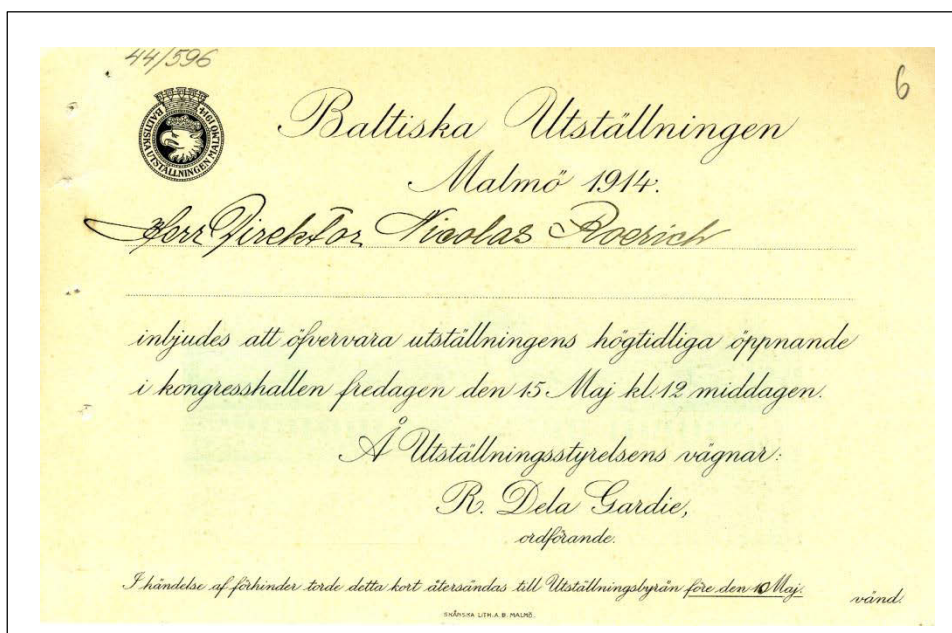 44/596
6
BALTISKA UTSTÄLLNINGEN MALMÖ 1914
Baltiska Utställningen
Malmö 1914.
Herr Direktör Nicolas Roerich
inbjudes att öfvervara utställningens högtidliga öppnande
i kongresshallen fredagen den 15 Maj kl. 12 middagen.
Å Utställningsstyrelsens vägnar:
R. De la Gardie,
ordförande.
I händelse af förhinder torde detta kort återsändas till Utställningsbyrån före den Maj.
vänd.
SKÅNSKA LITH. A. B. MALMÖ.